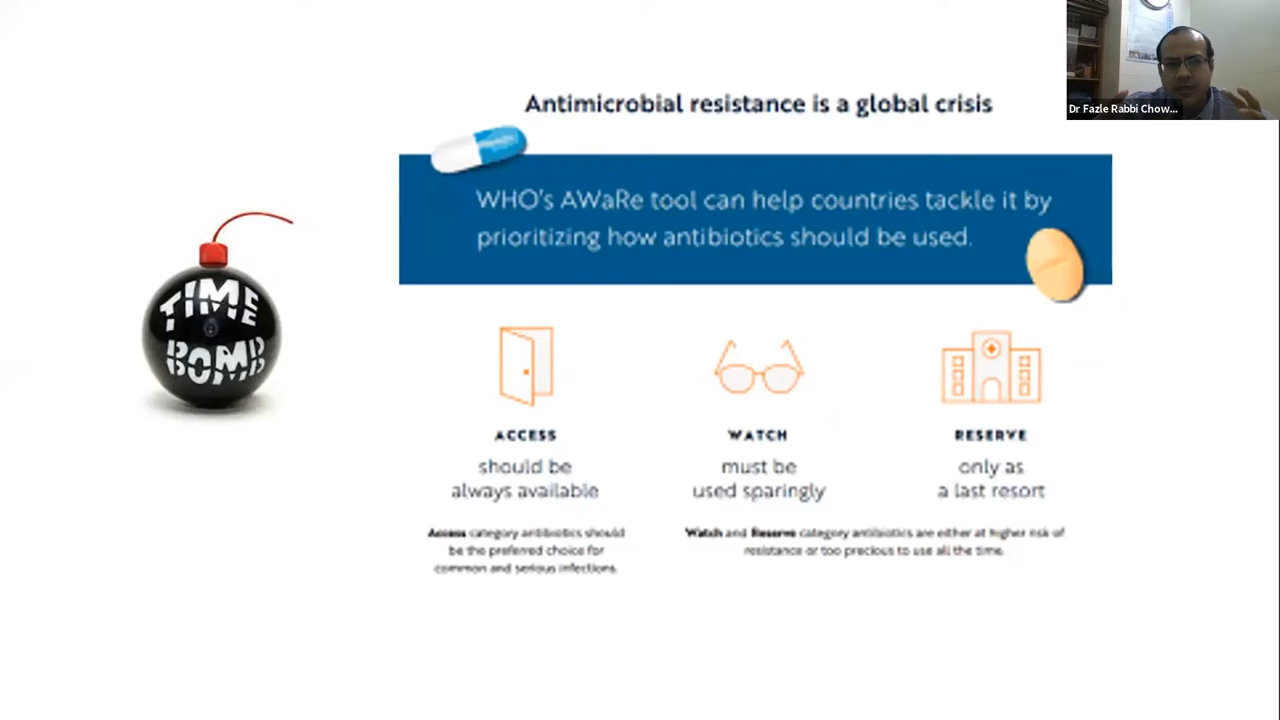 Dr Fazle Rabbi Chow...
Antimicrobial resistance is a global crisis
WHO's AWaRe tool can help countries tackle it by
prioritizing how antibiotics should be used.
TIME
BOMB
ACCESS
should be
always available
WATCH
must be
used sparingly
RESERVE
only as
a last resort
Access category antibiotics should
be the preferred choice for
common and serious infections.
Watch and Reserve category antibiotics are either at higher risk of
resistance or too precious to use all the time.